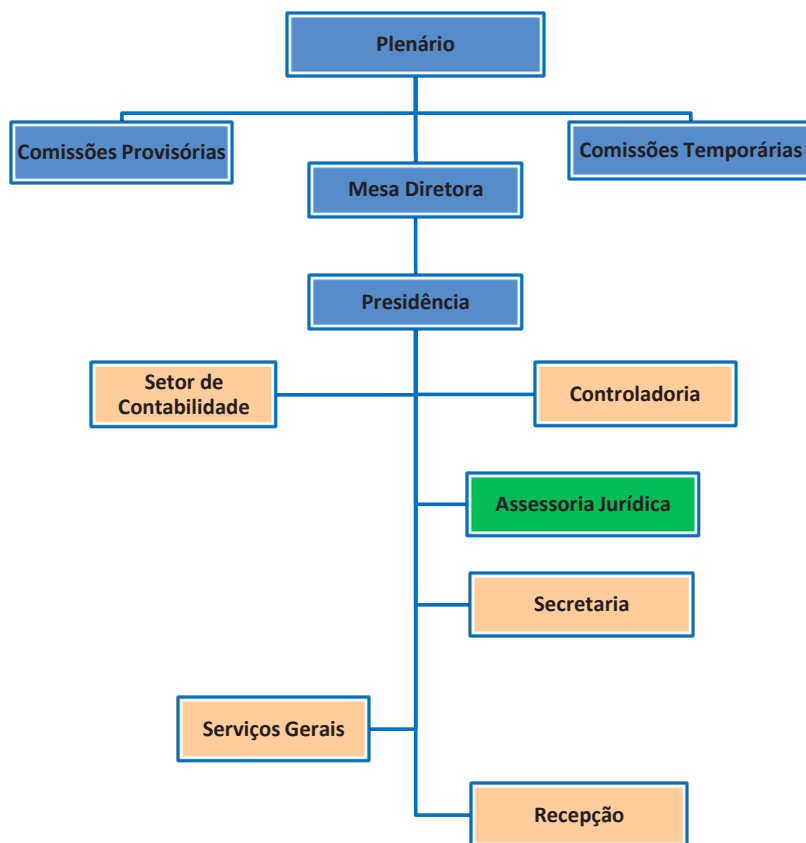 Plenário
Comissões Provisórias
Comissões Temporárias
Mesa Diretora
Presidência
Setor de
Contabilidade
Controladoria
Assessoria Jurídica
Secretaria
Serviços Gerais
Recepção